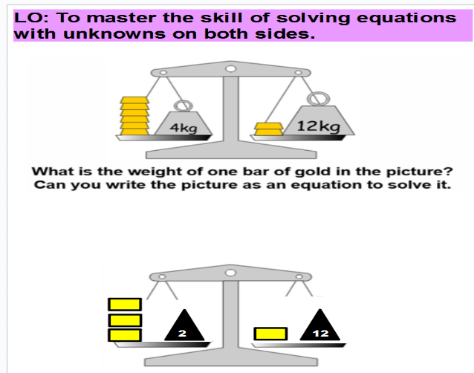 LO: To master the skill of solving equations
with unknowns on both sides.
4kg
12kg
What is the weight of one bar of gold in the picture?
Can you write the picture as an equation to solve it.
2
12